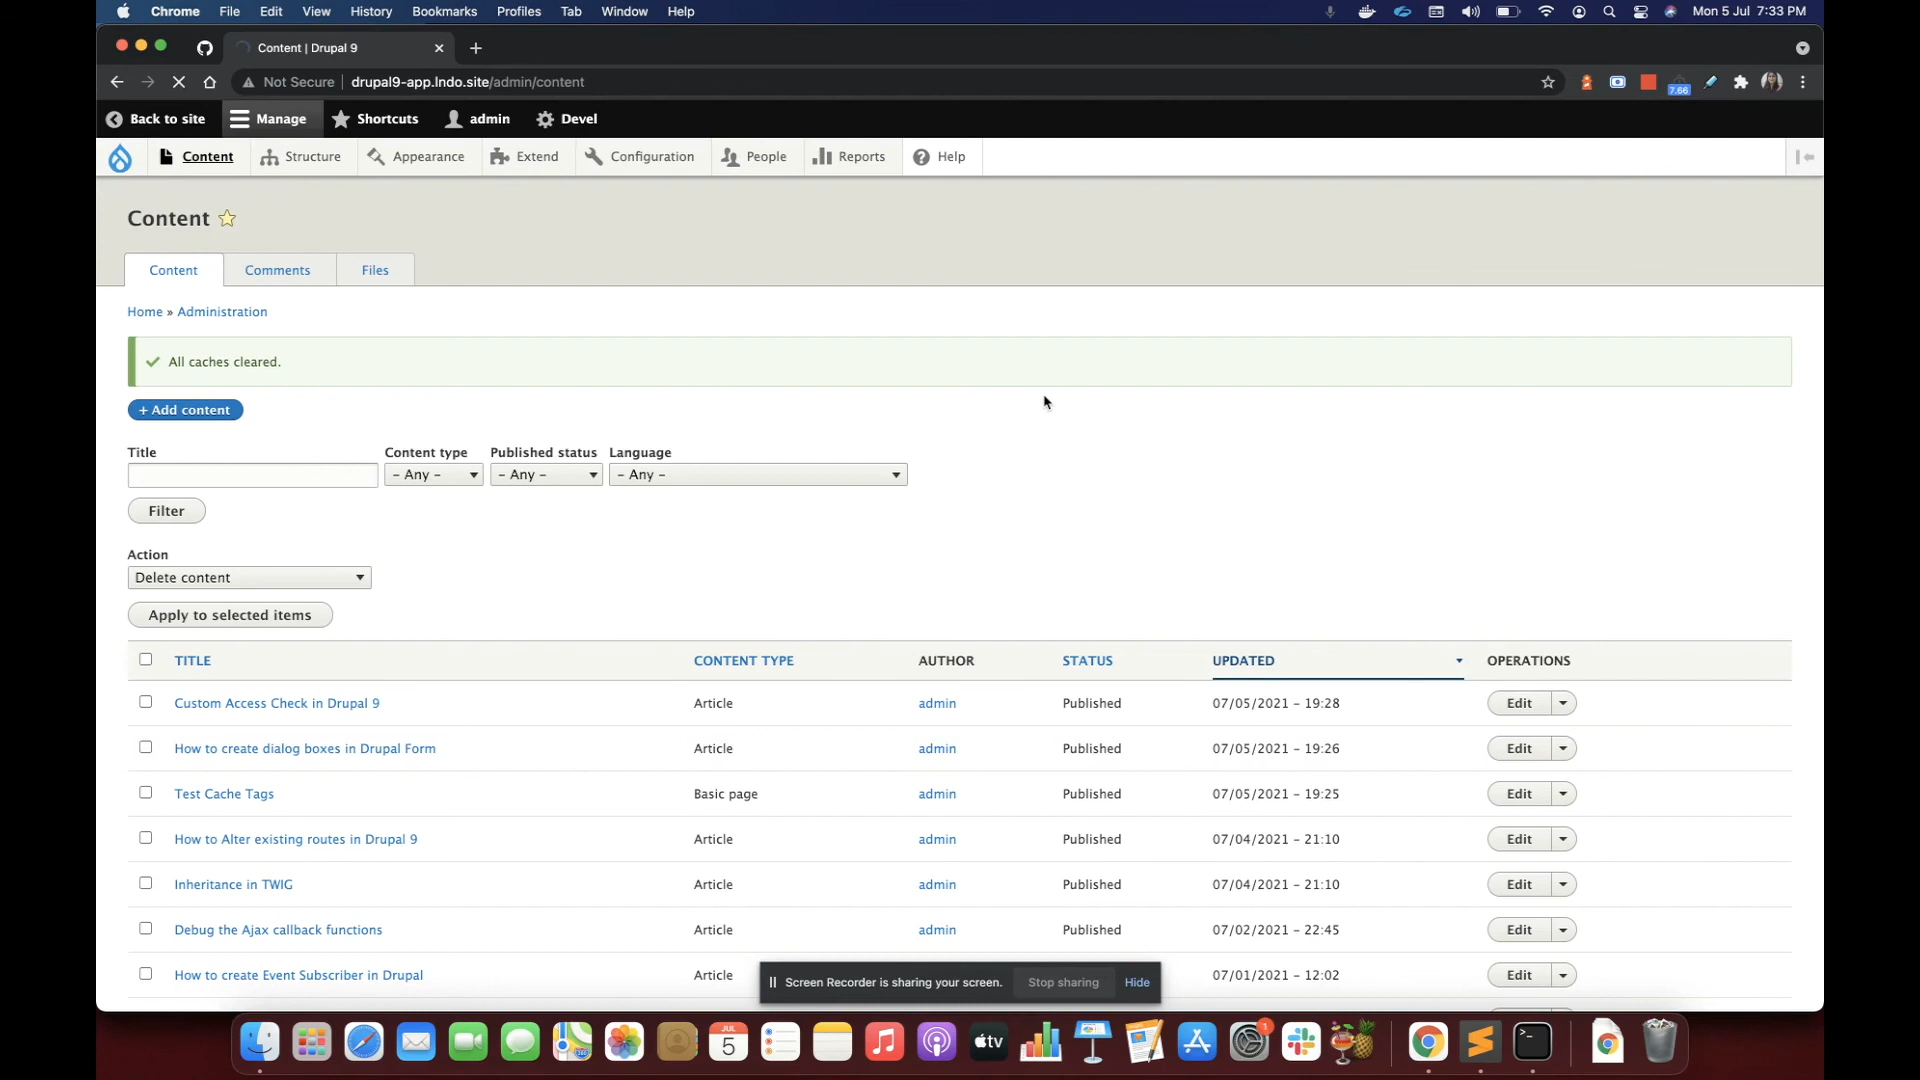 Chrome File Edit View History Bookmarks Profiles Tab Window Help Mon 5 Jul 7:33 PM
Content | Drupal 9
Not Secure drupal9-app.lndo.site/admin/content
7.66
Back to site Manage Shortcuts admin Devel
Content Structure Appearance Extend Configuration People Reports Help
Content
Content Comments Files
Home » Administration
All caches cleared.
+ Add content
Title Content type Published status Language
- Any - - Any - - Any -
Filter
Action
Delete content
Apply to selected items
TITLE CONTENT TYPE AUTHOR STATUS UPDATED OPERATIONS
Custom Access Check in Drupal 9 Article admin Published 07/05/2021 - 19:28 Edit
How to create dialog boxes in Drupal Form Article admin Published 07/05/2021 - 19:26 Edit
Test Cache Tags Basic page admin Published 07/05/2021 - 19:25 Edit
How to Alter existing routes in Drupal 9 Article admin Published 07/04/2021 - 21:10 Edit
Inheritance in TWIG Article admin Published 07/04/2021 - 21:10 Edit
Debug the Ajax callback functions Article admin Published 07/02/2021 - 22:45 Edit
How to create Event Subscriber in Drupal Article 07/01/2021 - 12:02 Edit
Screen Recorder is sharing your screen. Stop sharing Hide
JUL
5
tv
1